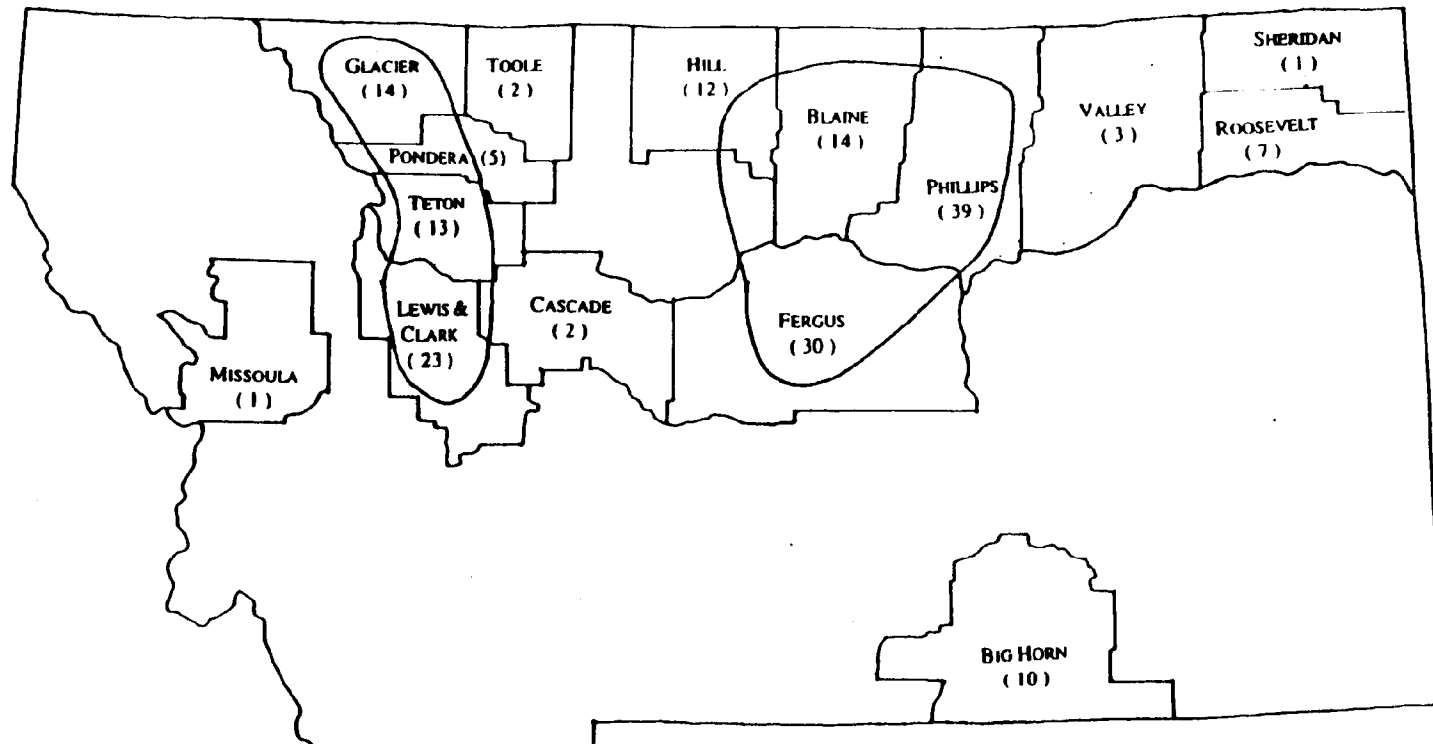 GLACIER
(14)
TOOLE
(2)
HILL
(12)
BLAINE
(14)
PHILLIPS
(39)
VALLEY
(3)
SHERIDAN
(1)
ROOSEVELT
(7)
PONDERA (5)
TETON
(13)
LEWIS &
CLARK
(23)
CASCADE
(2)
FERGUS
(30)
MISSOULA
(1)
BIG HORN
(10)